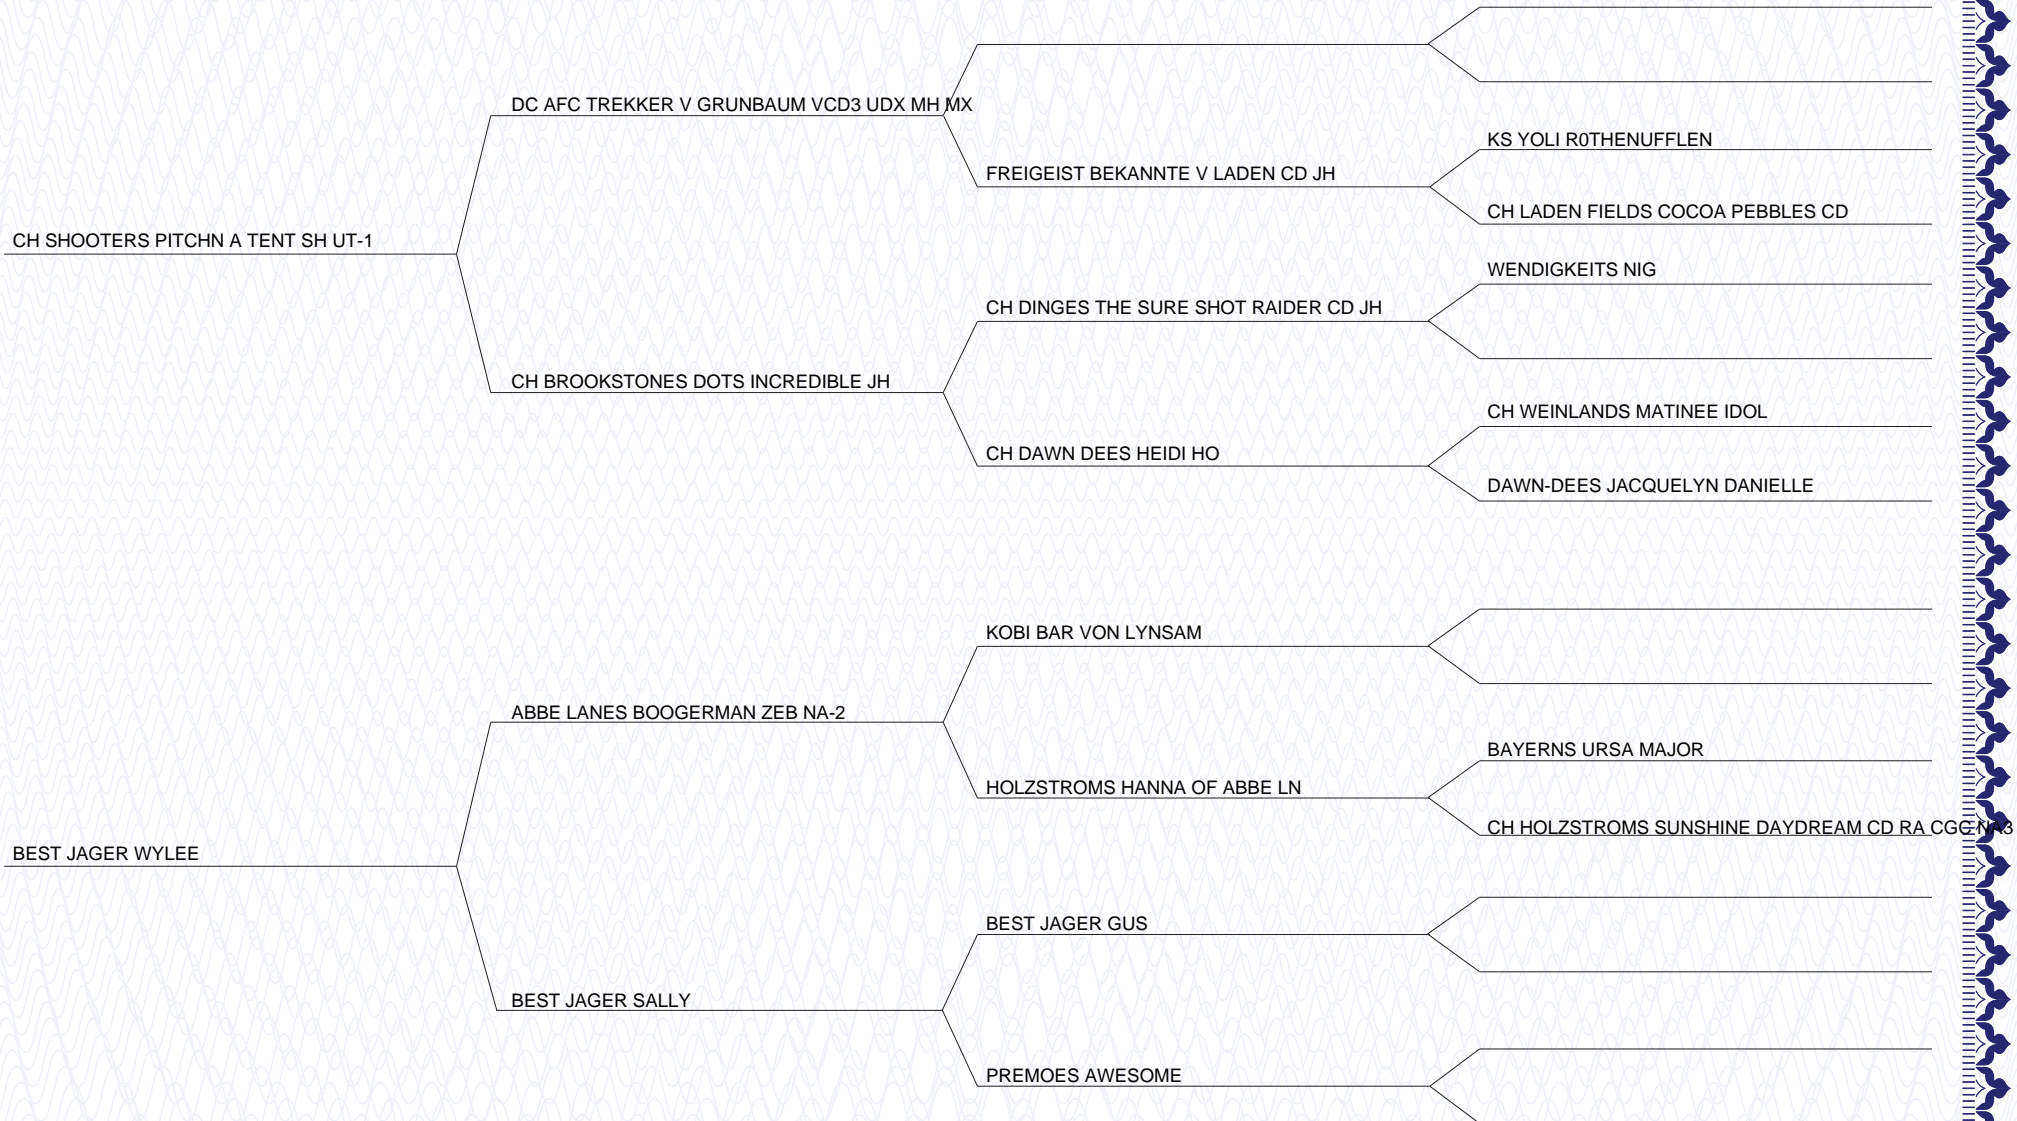 DC AFC TREKKER V GRUNBAUM VCD3 UDX MH MX
KS YOLI R0THENUFFLEN
FREIGEIST BEKANNTE V LADEN CD JH
CH LADEN FIELDS COCOA PEBBLES CD
CH SHOOTERS PITCHN A TENT SH UT-1
WENDIGKEITS NIG
CH DINGES THE SURE SHOT RAIDER CD JH
CH BROOKSTONES DOTS INCREDIBLE JH
CH WEINLANDS MATINEE IDOL
CH DAWN DEES HEIDI HO
DAWN-DEES JACQUELYN DANIELLE
KOBI BAR VON LYNSAM
ABBE LANES BOOGERMAN ZEB NA-2
BAYERNS URSA MAJOR
HOLZSTROMS HANNA OF ABBE LN
CH HOLZSTROMS SUNSHINE DAYDREAM CD RA CGC NA3
BEST JAGER WYLEE
BEST JAGER GUS
BEST JAGER SALLY
PREMOES AWESOME